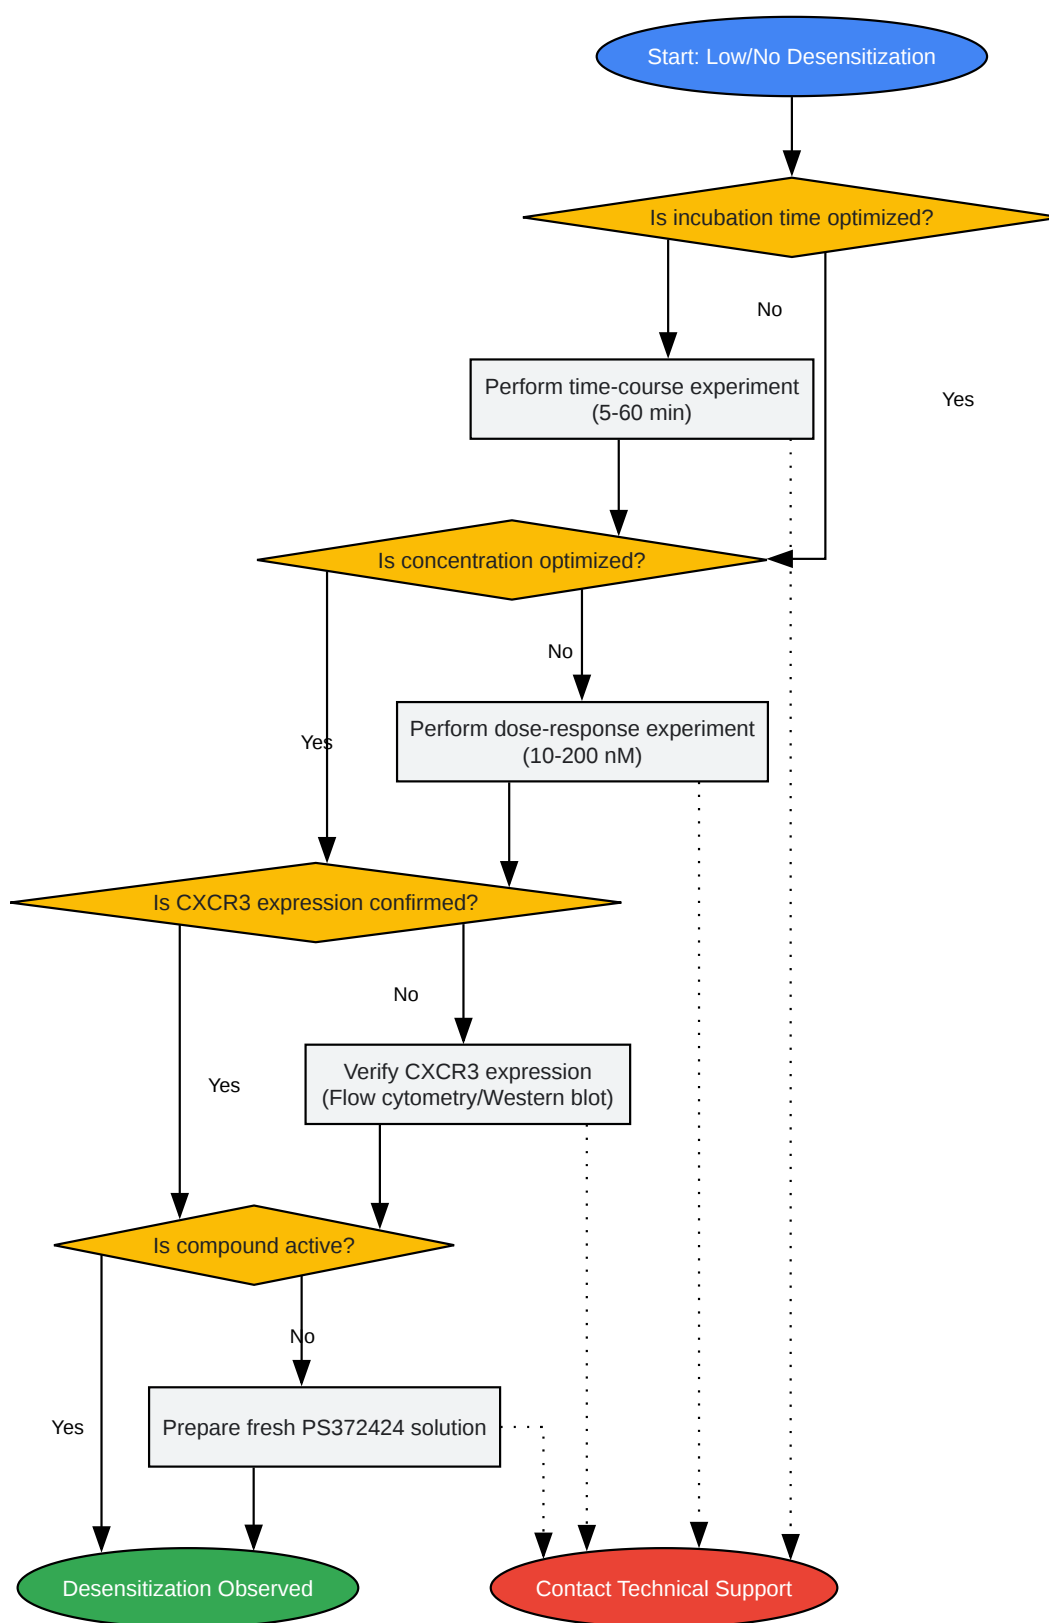 Start: Low/No Desensitization
Is incubation time optimized?
No
Perform time-course experiment
(5-60 min)
Yes
Is concentration optimized?
No
Perform dose-response experiment
(10-200 nM)
Yes
Is CXCR3 expression confirmed?
No
Verify CXCR3 expression
(Flow cytometry/Western blot)
Yes
Is compound active?
No
Prepare fresh PS372424 solution
Yes
Desensitization Observed
Contact Technical Support